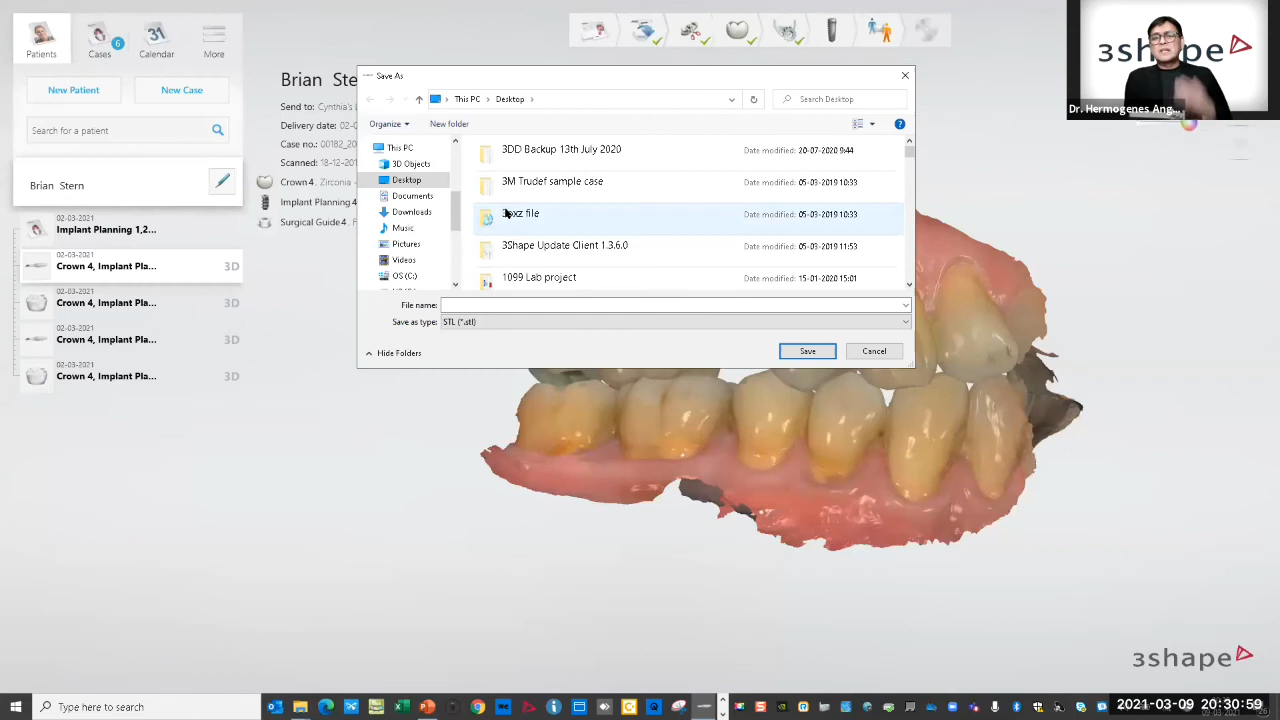 Patients
Cases 6
31
Calendar
More
New Patient
New Case
Search for a patient
Brian Stern
02-03-2021
Implant Planning 1,2...
02-03-2021
Crown 4, Implant Pla...
3D
02-03-2021
Crown 4, Implant Pla...
3D
02-03-2021
Crown 4, Implant Pla...
3D
02-03-2021
Crown 4, Implant Pla...
3D
Brian Ste
Send to: Cynthia's L
Delivery date: 02-0
Case no.: 00182_20
Scanned: 18-12-
Crown 4, Zirconia -
Implant Planning 4
Surgical Guide 4, P
Save As
This PC
Desktop
Search Desktop
Organize
New folder
This PC
3D Objects
Desktop
Documents
Downloads
Music
Pictures
Videos
OS (C:)
3DD Backup 13th July 2020
Date modified: 20-07-2020 9:44
3M Trudef sample case
Date modified: 05-03-2019 10:33
file
Date modified: 05-03-2019 10:33
3Shape Update Client 1.3.6.0
Date modified: 05-03-2019 11:53
1099 Lab project
Date modified: 15-01-2020 15:01
File name:
Save as type:
STL (*.stl)
Hide Folders
Save
Cancel
3shape
Dr. Hermogenes Ang...
3shape
Type here to search
2021-03-09 20:30:59